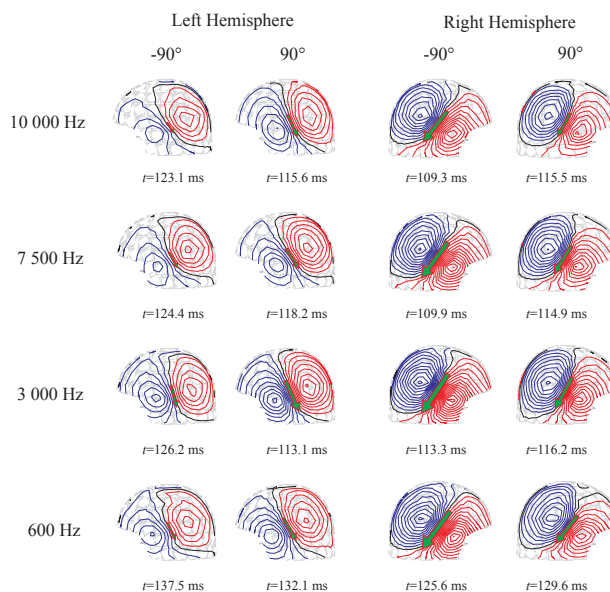 Left Hemisphere Right Hemisphere
-90° 90° -90° 90°
10 000 Hz
t=123.1 ms t=115.6 ms t=109.3 ms t=115.5 ms
7 500 Hz
t=124.4 ms t=118.2 ms t=109.9 ms t=114.9 ms
3 000 Hz
t=126.2 ms t=113.1 ms t=113.3 ms t=116.2 ms
600 Hz
t=137.5 ms t=132.1 ms t=125.6 ms t=129.6 ms